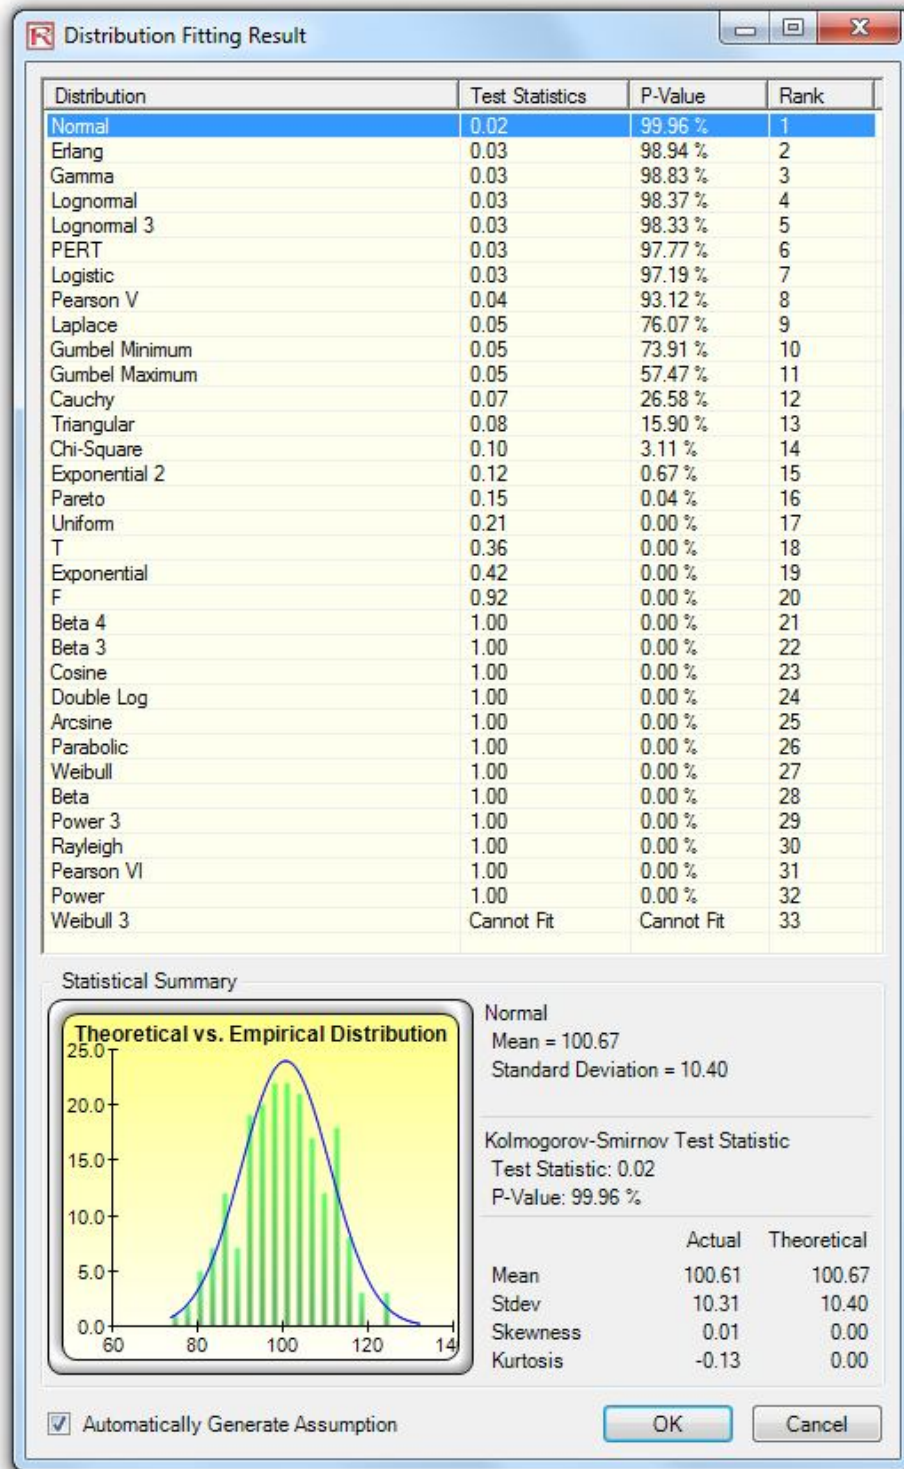 R Distribution Fitting Result
Distribution Test Statistics P-Value Rank
Normal 0.02 99.96 % 1
Erlang 0.03 98.94 % 2
Gamma 0.03 98.83 % 3
Lognormal 0.03 98.37 % 4
Lognormal 3 0.03 98.33 % 5
PERT 0.03 97.77 % 6
Logistic 0.03 97.19 % 7
Pearson V 0.04 93.12 % 8
Laplace 0.05 76.07 % 9
Gumbel Minimum 0.05 73.91 % 10
Gumbel Maximum 0.05 57.47 % 11
Cauchy 0.07 26.58 % 12
Triangular 0.08 15.90 % 13
Chi-Square 0.10 3.11 % 14
Exponential 2 0.12 0.67 % 15
Pareto 0.15 0.04 % 16
Uniform 0.21 0.00 % 17
T 0.36 0.00 % 18
Exponential 0.42 0.00 % 19
F 0.92 0.00 % 20
Beta 4 1.00 0.00 % 21
Beta 3 1.00 0.00 % 22
Cosine 1.00 0.00 % 23
Double Log 1.00 0.00 % 24
Arcsine 1.00 0.00 % 25
Parabolic 1.00 0.00 % 26
Weibull 1.00 0.00 % 27
Beta 1.00 0.00 % 28
Power 3 1.00 0.00 % 29
Rayleigh 1.00 0.00 % 30
Pearson VI 1.00 0.00 % 31
Power 1.00 0.00 % 32
Weibull 3 Cannot Fit Cannot Fit 33
Statistical Summary
Theoretical vs. Empirical Distribution
25.0
20.0
15.0
10.0
5.0
0.0
60 80 100 120 14
Normal
Mean = 100.67
Standard Deviation = 10.40
Kolmogorov-Smirnov Test Statistic
Test Statistic: 0.02
P-Value: 99.96 %
Actual Theoretical
Mean 100.61 100.67
Stdev 10.31 10.40
Skewness 0.01 0.00
Kurtosis -0.13 0.00
Automatically Generate Assumption OK Cancel